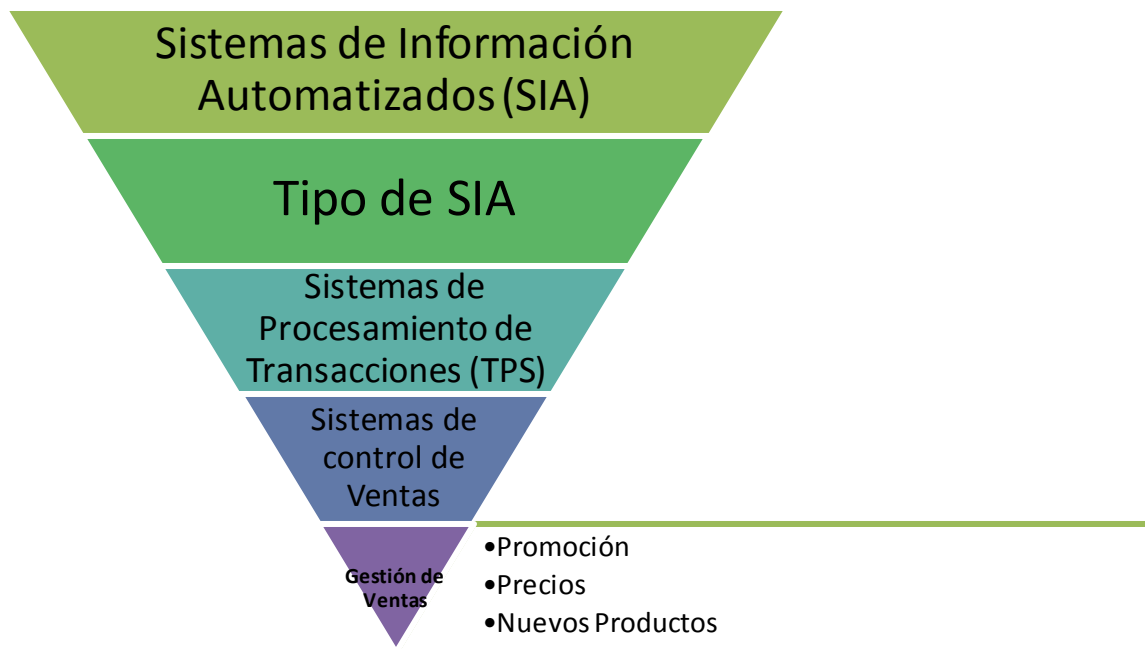 Sistemas de Información
Automatizados (SIA)
Tipo de SIA
Sistemas de
Procesamiento de
Transacciones (TPS)
Sistemas de
control de
Ventas
Gestión de
Ventas
•Promoción
•Precios
•Nuevos Productos